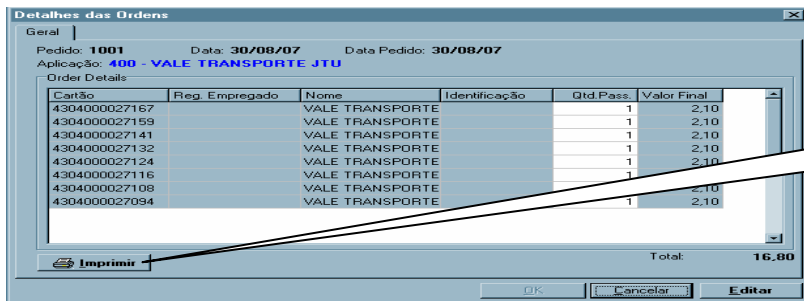 Detalhes das Ordens
Geral
Pedido: 1001 Data: 30/08/07 Data Pedido: 30/08/07
Aplicação: 400 - VALE TRANSPORTE JTU
Order Details
Cartão Reg. Empregado Nome Identificação Qtd.Pass. Valor Final
4304000027167 VALE TRANSPORTE 1 2,10
4304000027159 VALE TRANSPORTE 1 2,10
4304000027141 VALE TRANSPORTE 1 2,10
4304000027132 VALE TRANSPORTE 1 2,10
4304000027124 VALE TRANSPORTE 1 2,10
4304000027116 VALE TRANSPORTE 1 2,10
4304000027108 VALE TRANSPORTE 1 2,10
4304000027094 VALE TRANSPORTE 1 2,10
Imprimir Total: 16,80
OK Cancelar Editar